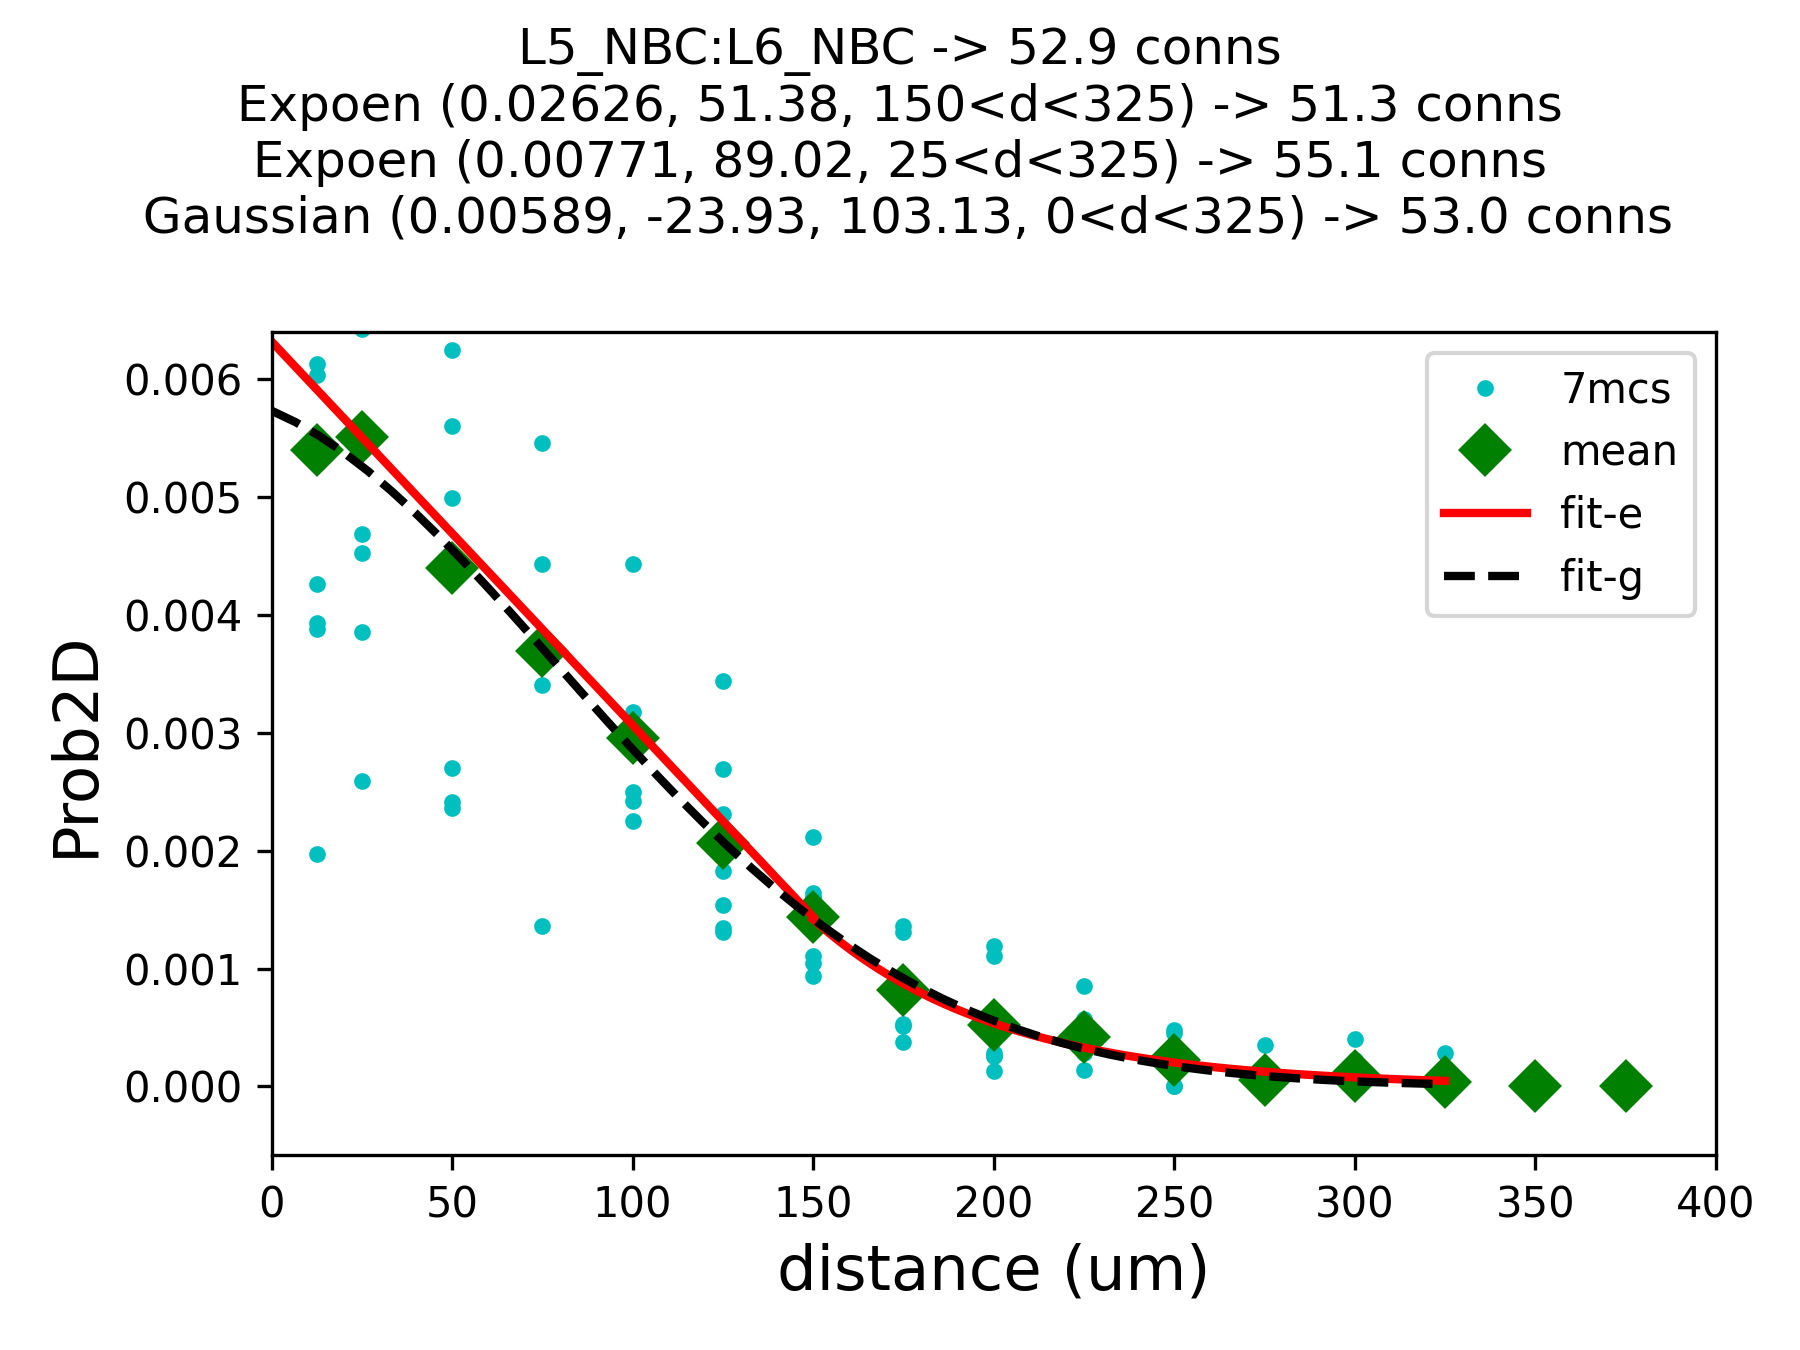 L5_NBC:L6_NBC -> 52.9 conns
Expoen (0.02626, 51.38, 150<d<325) -> 51.3 conns
Expoen (0.00771, 89.02, 25<d<325) -> 55.1 conns
Gaussian (0.00589, -23.93, 103.13, 0<d<325) -> 53.0 conns
7mcs
mean
fit-e
fit-g
Prob2D
0.006
0.005
0.004
0.003
0.002
0.001
0.000
0 50 100 150 200 250 300 350 400
distance (um)